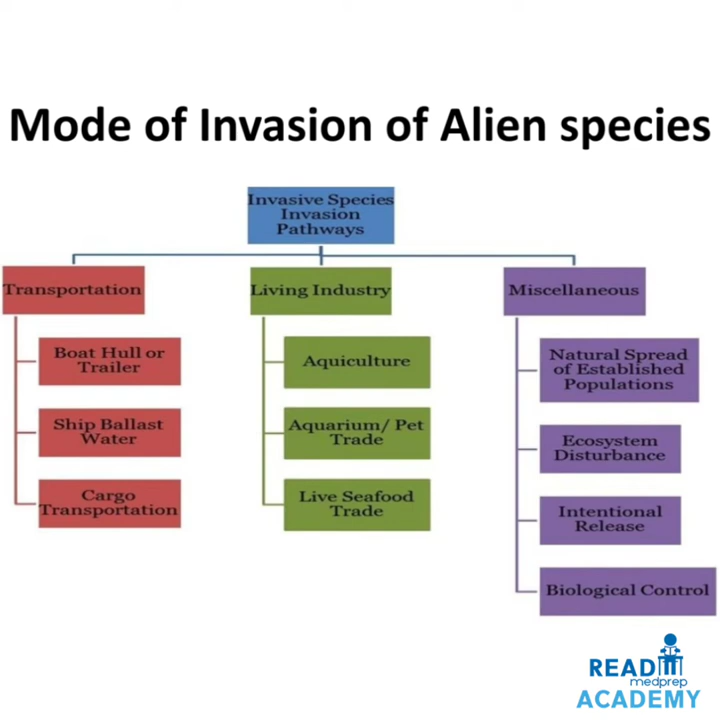 Mode of Invasion of Alien species
Invasive Species
Invasion
Pathways
Transportation
Boat Hull or
Trailer
Ship Ballast
Water
Cargo
Transportation
Living Industry
Aquiculture
Aquarium/ Pet
Trade
Live Seafood
Trade
Miscellaneous
Natural Spread
of Established
Populations
Ecosystem
Disturbance
Intentional
Release
Biological Control
READ
medprep
ACADEMY